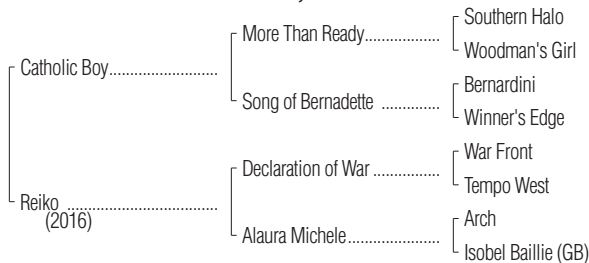 Southern Halo
More Than Ready..................
Woodman's Girl
Catholic Boy..........................
Bernardini
Song of Bernadette ..............
Winner's Edge
War Front
Declaration of War ................
Tempo West
Reiko ....................................
(2016)
Arch
Alaura Michele......................
Isobel Baillie (GB)